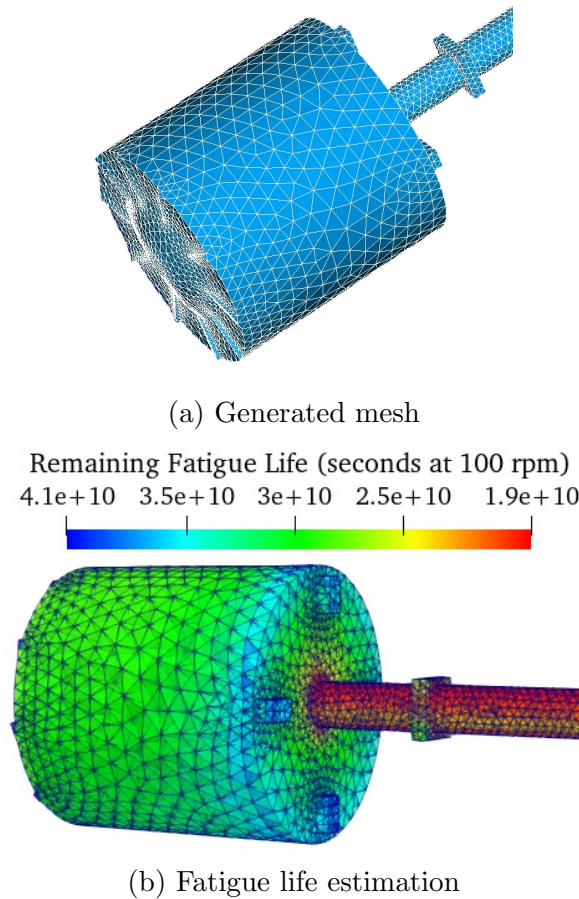 (a) Generated mesh
Remaining Fatigue Life (seconds at 100 rpm)
4.1e+10 3.5e+10 3e+10 2.5e+10 1.9e+10
(b) Fatigue life estimation